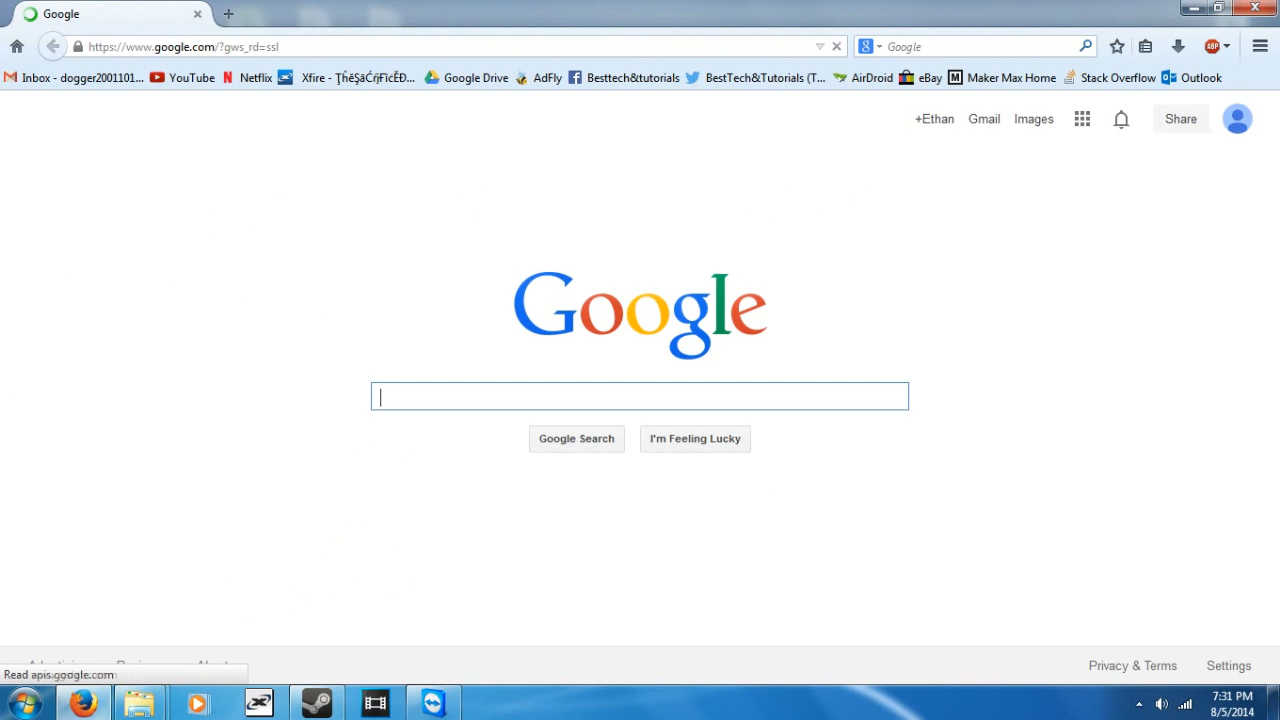 Google
https://www.google.com/?gws_rd=ssl
Google
Inbox - dogger2001101...
YouTube
Netflix
Google Drive
AdFly
Besttech&tutorials
BestTech&Tutorials (T...
AirDroid
eBay
Maker Max Home
Stack Overflow
Outlook
Xfire -
+Ethan
Gmail
Images
Share
Google
Google Search
I'm Feeling Lucky
Privacy & Terms
Settings
Read apis.google.com
7:31 PM
8/5/2014